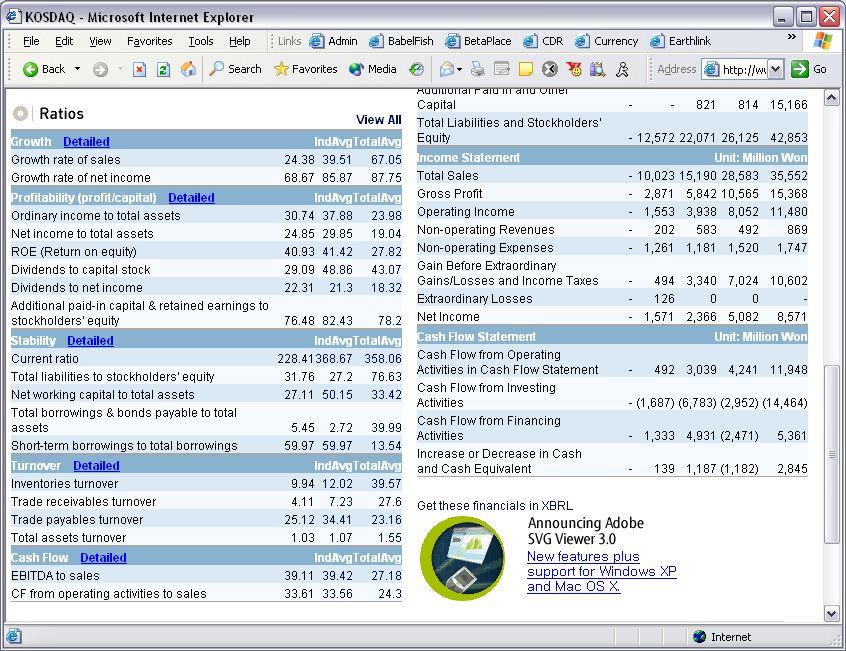 KOSDAQ - Microsoft Internet Explorer
File Edit View Favorites Tools Help Links Admin BabelFish BetaPlace CDR Currency Earthlink »
Back Search Favorites Media Address http://w Go
Ratios
View All
Growth Detailed IndAvgTotalAvg
Growth rate of sales 24.38 39.51 67.05
Growth rate of net income 68.67 85.87 87.75
Profitability (profit/capital) Detailed IndAvgTotalAvg
Ordinary income to total assets 30.74 37.88 23.98
Net income to total assets 24.85 29.85 19.04
ROE (Return on equity) 40.93 41.42 27.82
Dividends to capital stock 29.09 48.86 43.07
Dividends to net income 22.31 21.3 18.32
Additional paid-in capital & retained earnings to
stockholders' equity 76.48 82.43 78.2
Stability Detailed IndAvgTotalAvg
Current ratio 228.41 368.67 358.06
Total liabilities to stockholders' equity 31.76 27.2 76.63
Net working capital to total assets 27.11 50.15 33.42
Total borrowings & bonds payable to total
assets 5.45 2.72 39.99
Short-term borrowings to total borrowings 59.97 59.97 13.54
Turnover Detailed IndAvgTotalAvg
Inventories turnover 9.94 12.02 39.57
Trade receivables turnover 4.11 7.23 27.6
Trade payables turnover 25.12 34.41 23.16
Total assets turnover 1.03 1.07 1.55
Cash Flow Detailed IndAvgTotalAvg
EBITDA to sales 39.11 39.42 27.18
CF from operating activities to sales 33.61 33.56 24.3
Additional Paid in and Other
Capital - - 821 814 15,166
Total Liabilities and Stockholders'
Equity - 12,572 22,071 26,125 42,853
Income Statement Unit: Million Won
Total Sales - 10,023 15,190 28,583 35,552
Gross Profit - 2,871 5,842 10,565 15,368
Operating Income - 1,553 3,938 8,052 11,480
Non-operating Revenues - 202 583 492 869
Non-operating Expenses - 1,261 1,181 1,520 1,747
Gain Before Extraordinary
Gains/Losses and Income Taxes - 494 3,340 7,024 10,602
Extraordinary Losses - 126 0 0 -
Net Income - 1,571 2,366 5,082 8,571
Cash Flow Statement Unit: Million Won
Cash Flow from Operating
Activities in Cash Flow Statement - 492 3,039 4,241 11,948
Cash Flow from Investing
Activities - (1,687) (6,783) (2,952) (14,464)
Cash Flow from Financing
Activities - 1,333 4,931 (2,471) 5,361
Increase or Decrease in Cash
and Cash Equivalent - 139 1,187 (1,182) 2,845
Get these financials in XBRL
Announcing Adobe
SVG Viewer 3.0
New features plus
support for Windows XP
and Mac OS X.
Internet